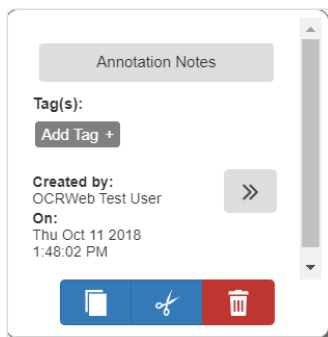 Annotation Notes
Tag(s):
Add Tag +
Created by:
OCRWeb Test User
On:
Thu Oct 11 2018
1:48:02 PM